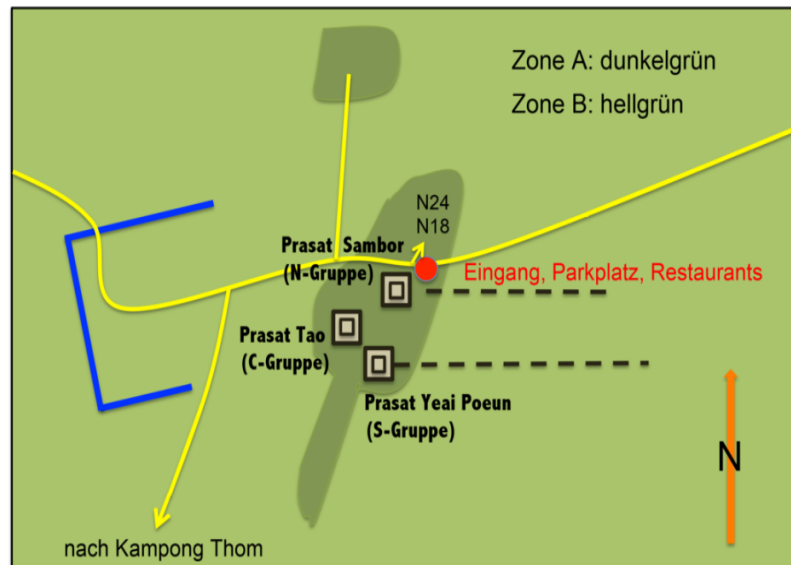 Zone A: dunkelgrün
Zone B: hellgrün
N24
N18
Prasat Sambor
(N-Gruppe)
Eingang, Parkplatz, Restaurants
Prasat Tao
(C-Gruppe)
Prasat Yeai Poeun
(S-Gruppe)
N
nach Kampong Thom